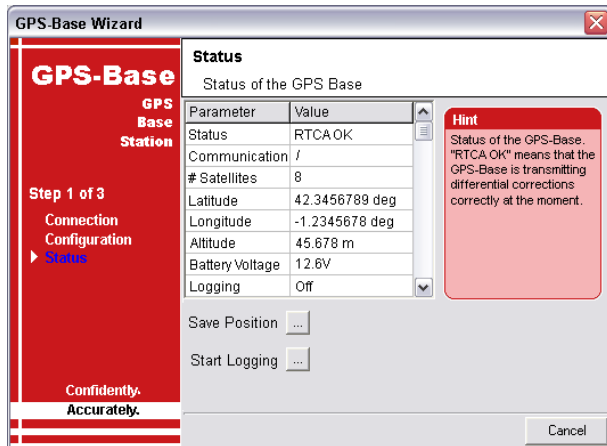 GPS-Base Wizard
GPS-Base
GPS
Base
Station
Step 1 of 3
Connection
Configuration
Status
Confidently.
Accurately.
Status
Status of the GPS Base
Parameter Value
Status RTCA OK
Communication /
# Satellites 8
Latitude 42.3456789 deg
Longitude -1.2345678 deg
Altitude 45.678 m
Battery Voltage 12.6V
Logging Off
Save Position ...
Start Logging ...
Hint
Status of the GPS-Base.
"RTCA OK" means that the
GPS-Base is transmitting
differential corrections
correctly at the moment.
Cancel